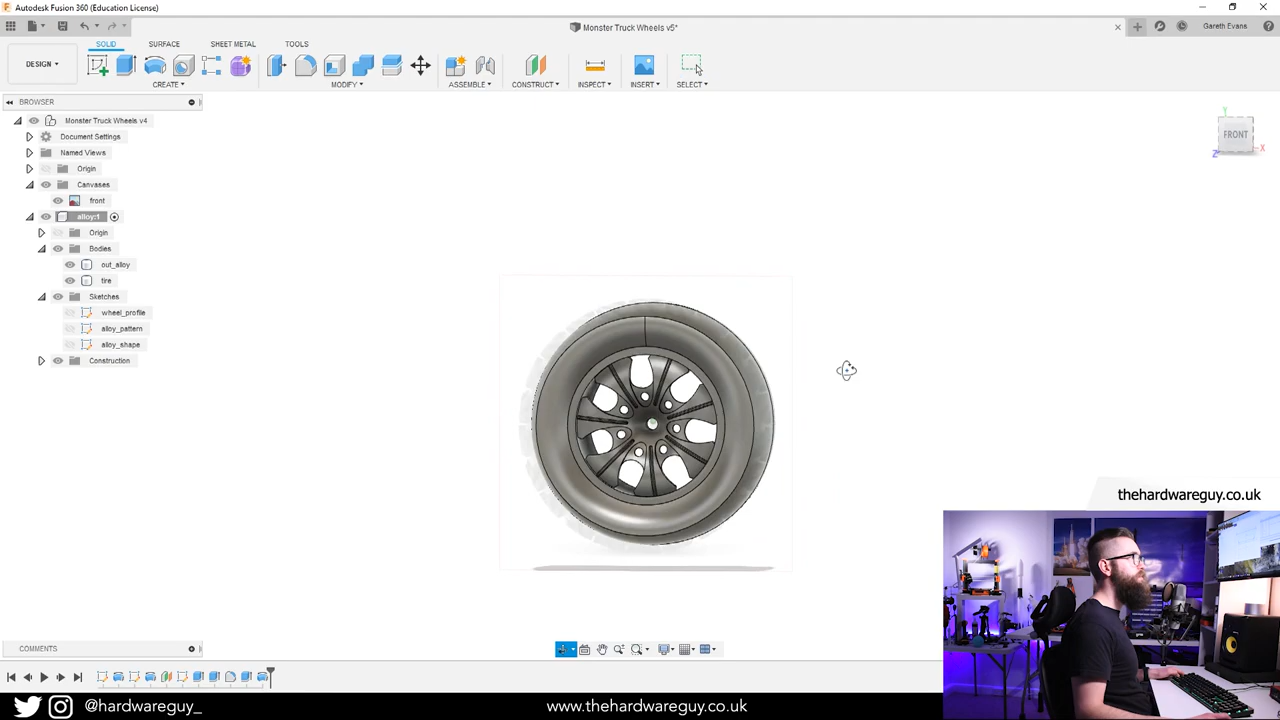 Autodesk Fusion 360 (Education License)
Monster Truck Wheels v5*
Gareth Evans
SOLID SURFACE SHEET METAL TOOLS
DESIGN
CREATE MODIFY ASSEMBLE CONSTRUCT INSPECT INSERT SELECT
BROWSER
Monster Truck Wheels v4
Document Settings
Named Views
Origin
Canvases
front
alloy:1
Origin
Bodies
out_alloy
tire
Sketches
wheel_profile
alloy_pattern
alloy_shape
Construction
Y
FRONT
X
Z
thehardwareguy.co.uk
COMMENTS
@hardwareguy_
www.thehardwareguy.co.uk